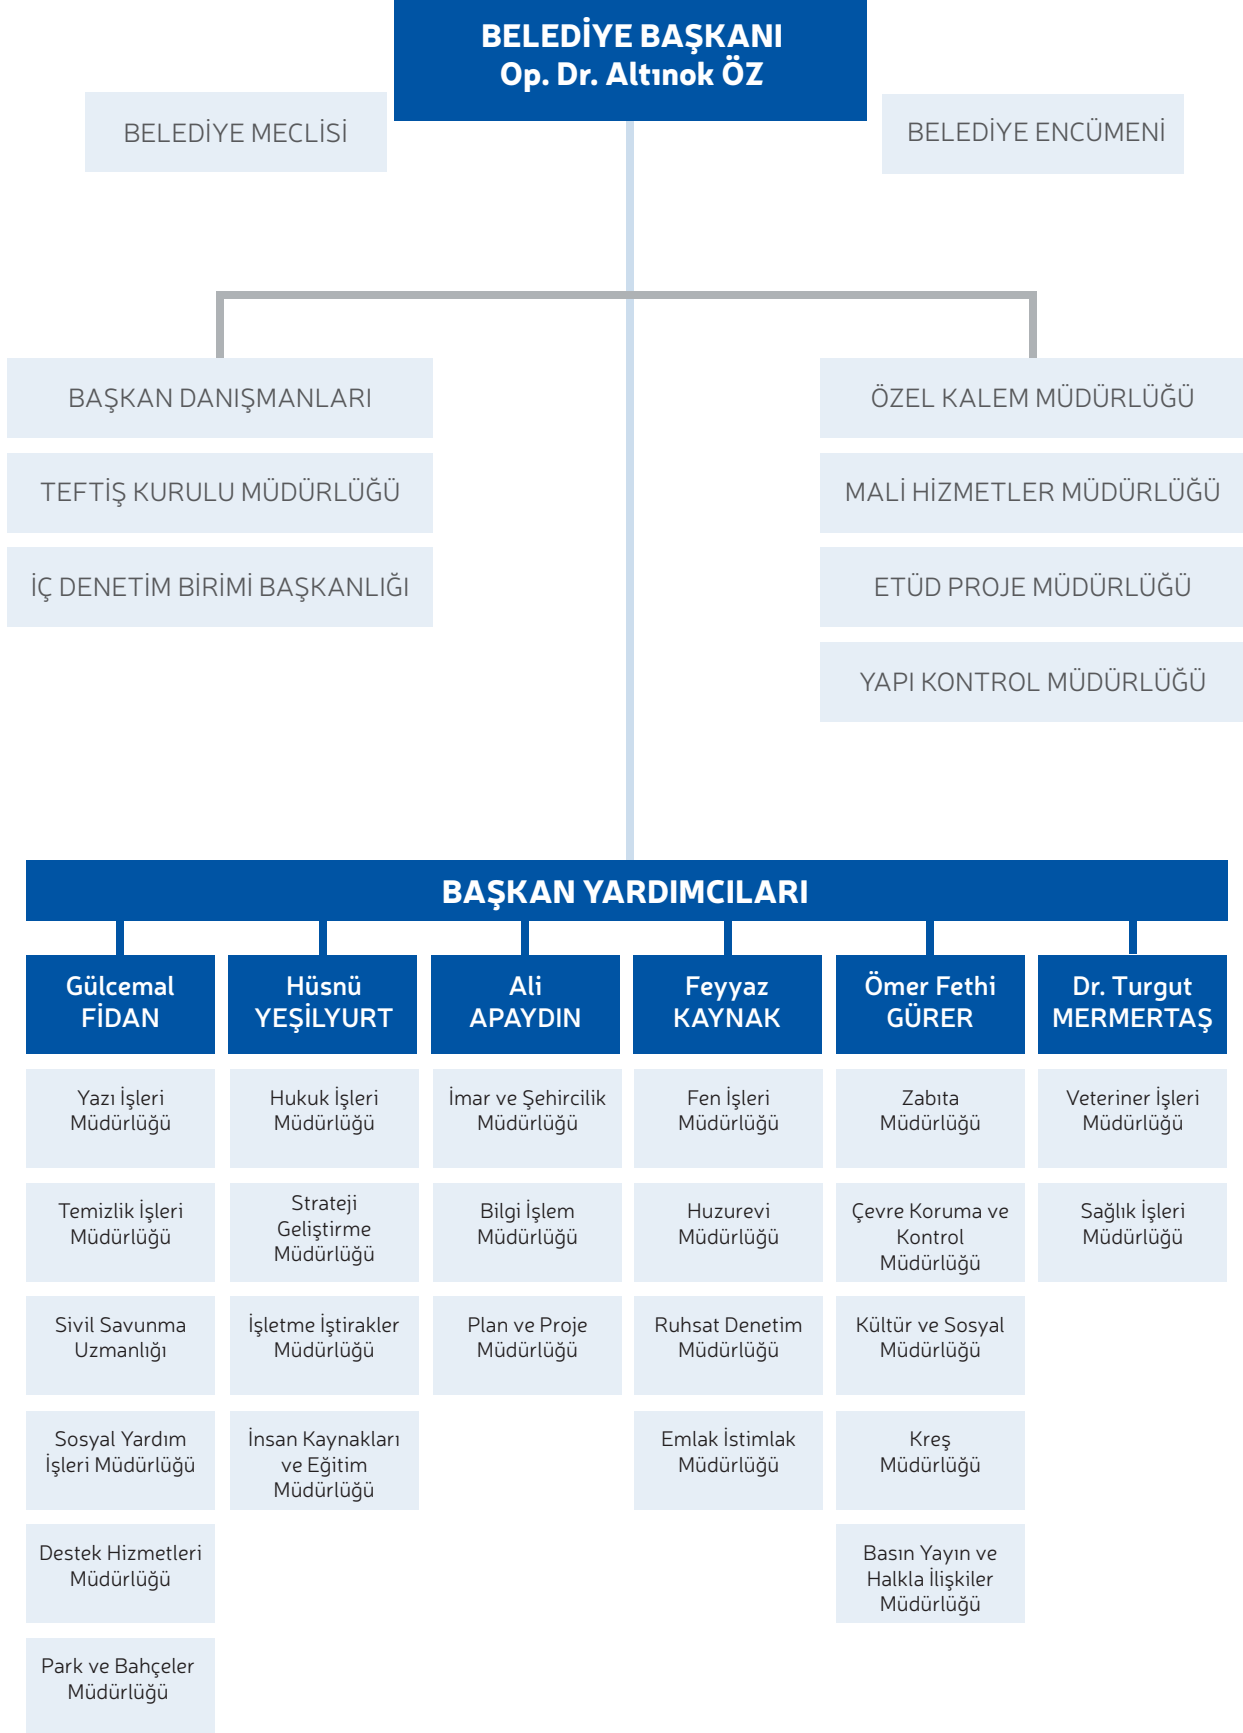 BELEDİYE BAŞKANI
Op. Dr. Altınok ÖZ
BELEDİYE MECLİSİ
BELEDİYE ENCÜMENİ
BAŞKAN DANIŞMANLARI
TEFTİŞ KURULU MÜDÜRLÜĞÜ
İÇ DENETİM BİRİMİ BAŞKANLIĞI
ÖZEL KALEM MÜDÜRLÜĞÜ
MALİ HİZMETLER MÜDÜRLÜĞÜ
ETÜD PROJE MÜDÜRLÜĞÜ
YAPI KONTROL MÜDÜRLÜĞÜ
BAŞKAN YARDIMCILARI
Gülcemal
FİDAN
Yazı İşleri
Müdürlüğü
Temizlik İşleri
Müdürlüğü
Sivil Savunma
Uzmanlığı
Sosyal Yardım
İşleri Müdürlüğü
Destek Hizmetleri
Müdürlüğü
Park ve Bahçeler
Müdürlüğü
Hüsnü
YEŞİLYURT
Hukuk İşleri
Müdürlüğü
Strateji
Geliştirme
Müdürlüğü
İşletme İştirakler
Müdürlüğü
İnsan Kaynakları
ve Eğitim
Müdürlüğü
Ali
APAYDIN
İmar ve Şehircilik
Müdürlüğü
Bilgi İşlem
Müdürlüğü
Plan ve Proje
Müdürlüğü
Feyyaz
KAYNAK
Fen İşleri
Müdürlüğü
Huzurevi
Müdürlüğü
Ruhsat Denetim
Müdürlüğü
Emlak İstimlak
Müdürlüğü
Ömer Fethi
GÜRER
Zabıta
Müdürlüğü
Çevre Koruma ve
Kontrol
Müdürlüğü
Kültür ve Sosyal
Müdürlüğü
Kreş
Müdürlüğü
Basın Yayın ve
Halkla İlişkiler
Müdürlüğü
Dr. Turgut
MERMERTAŞ
Veteriner İşleri
Müdürlüğü
Sağlık İşleri
Müdürlüğü